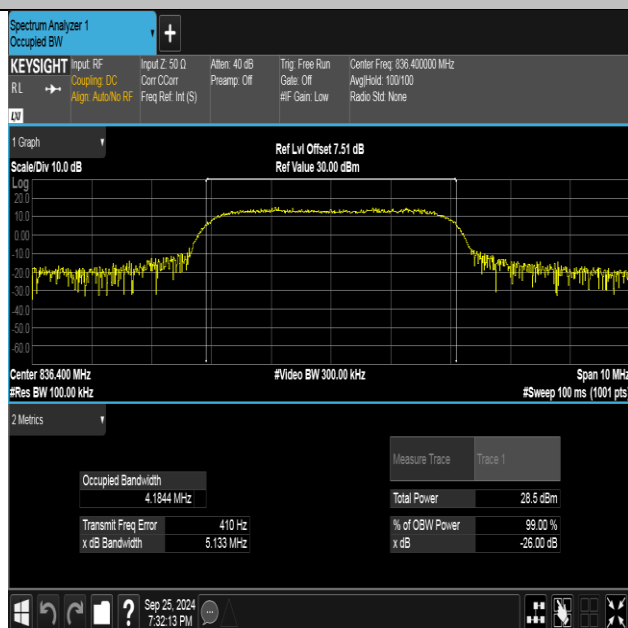 Spectrum Analyzer 1
Occupied BW
+
KEYSIGHT Input: RF Input Z: 50 Ω Atten: 40 dB Trig: Free Run Center Freq: 836.400000 MHz
RL Coupling: DC Corr CCorr Preamp: Off Gate: Off Avg|Hold: 100/100
Align: Auto/No RF Freq Ref: Int (S) #IF Gain: Low Radio Std: None
LXI
1 Graph
Ref Lvl Offset 7.51 dB
Scale/Div 10.0 dB Ref Value 30.00 dBm
Log
20.0
10.0
0.00
-10.0
-20.0
-30.0
-40.0
-50.0
-60.0
Center 836.400 MHz #Video BW 300.00 kHz Span 10 MHz
#Res BW 100.00 kHz #Sweep 100 ms (1001 pts)
2 Metrics
Measure Trace Trace 1
Occupied Bandwidth
4.1844 MHz
Total Power 28.5 dBm
Transmit Freq Error 410 Hz % of OBW Power 99.00 %
x dB Bandwidth 5.133 MHz x dB -26.00 dB
?
Sep 25, 2024
7:32:13 PM